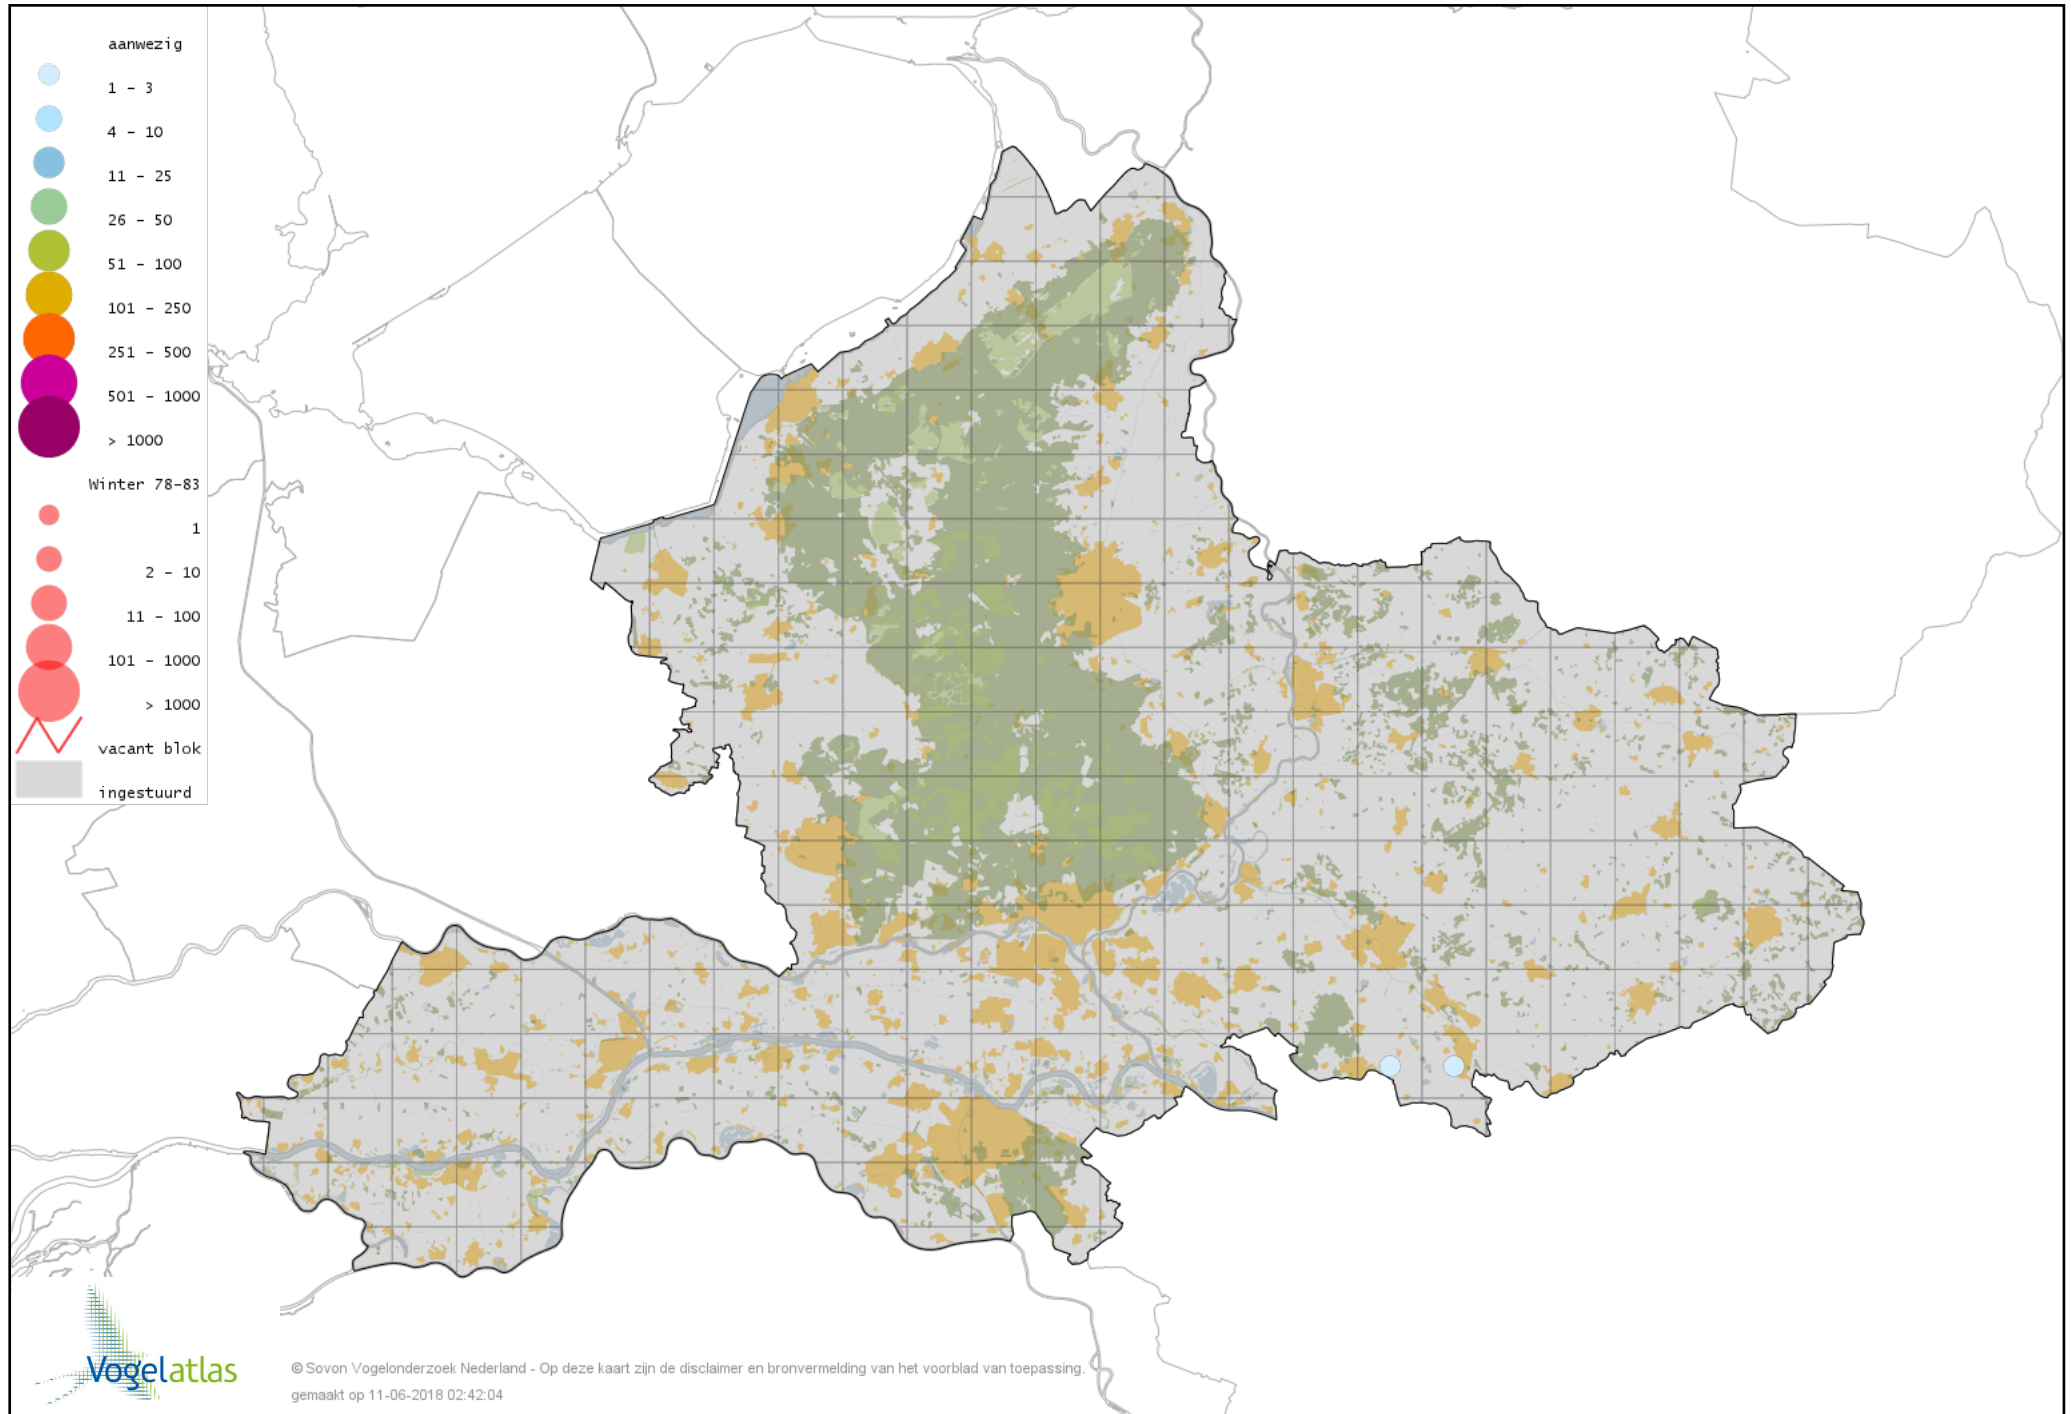 aanwezig
1 - 3
4 - 10
11 - 25
26 - 50
51 - 100
101 - 250
251 - 500
501 - 1000
> 1000
Winter 78-83
1
2 - 10
11 - 100
101 - 1000
> 1000
vacant blok
ingestuurd
Vogelatlas
© Sovon Vogelonderzoek Nederland - Op deze kaart zijn de disclaimer en bronvermelding van het voorblad van toepassing.
gemaakt op 11-06-2018 02:42:04